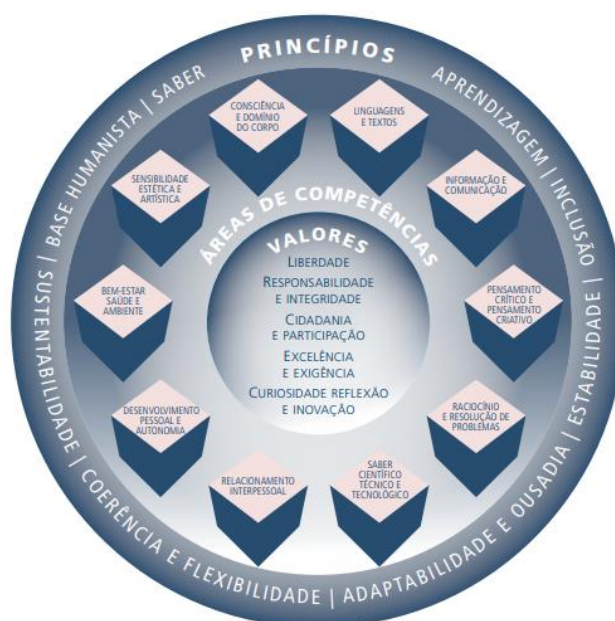 PRINCÍPIOS
BASE HUMANISTA | SABER
APRENDIZAGEM | INCLUSÃO |
ESTABILIDADE |
ADAPTABILIDADE E OUSADIA |
COERÊNCIA E FLEXIBILIDADE |
SUSTENTABILIDADE |
CONSCIÊNCIA
E DOMÍNIO
DO CORPO
LINGUAGENS
E TEXTOS
SENSIBILIDADE
ESTÉTICA E
ARTÍSTICA
INFORMAÇÃO E
COMUNICAÇÃO
ÁREAS DE COMPETÊNCIAS
VALORES
LIBERDADE
RESPONSABILIDADE
E INTEGRIDADE
CIDADANIA
E PARTICIPAÇÃO
EXCELÊNCIA
E EXIGÊNCIA
CURIOSIDADE REFLEXÃO
E INOVAÇÃO
BEM-ESTAR
SAÚDE E
AMBIENTE
PENSAMENTO
CRÍTICO E
PENSAMENTO
CRIATIVO
DESENVOLVIMENTO
PESSOAL E
AUTONOMIA
RACIOCÍNIO
E RESOLUÇÃO DE
PROBLEMAS
RELACIONAMENTO
INTERPESSOAL
SABER
CIENTÍFICO
TÉCNICO E
TECNOLÓGICO